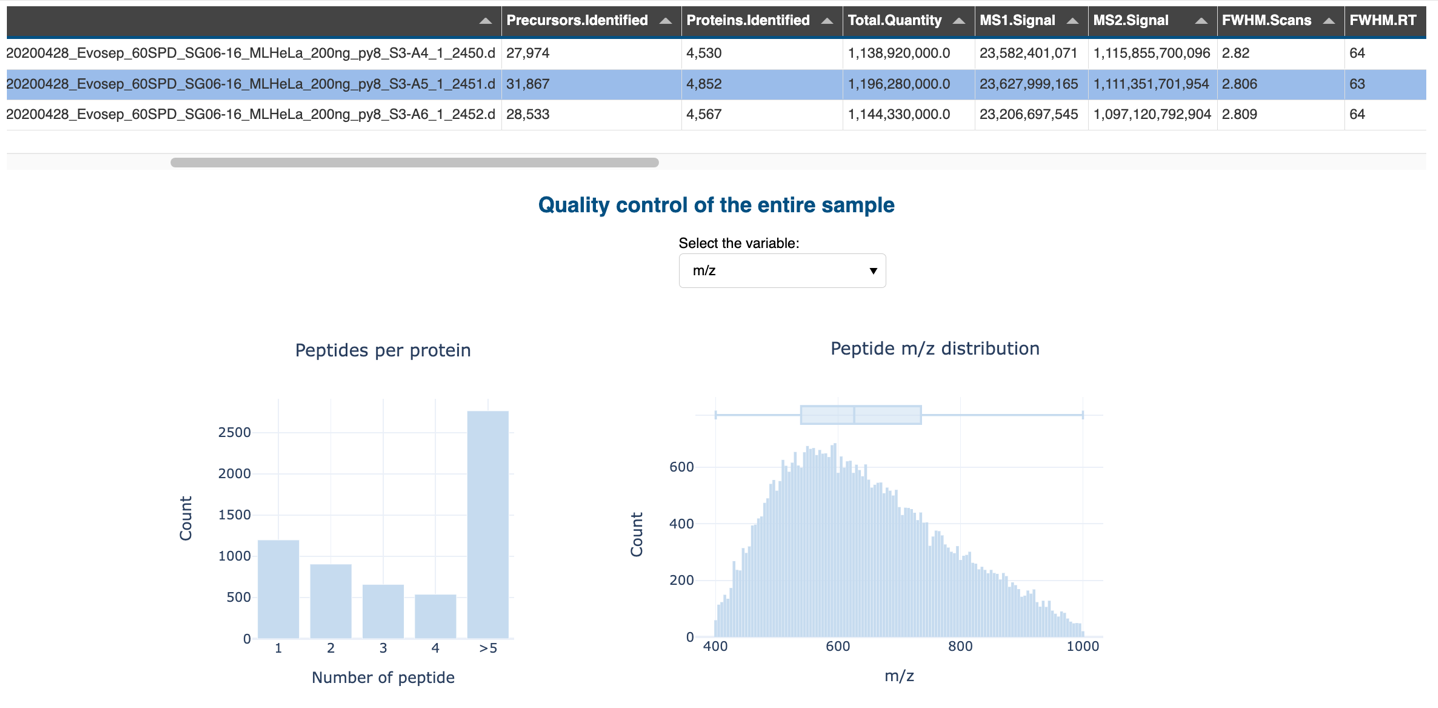 Precursors.Identified Proteins.Identified Total.Quantity MS1.Signal MS2.Signal FWHM.Scans FWHM.RT
20200428_Evosep_60SPD_SG06-16_MLHeLa_200ng_py8_S3-A4_1_2450.d 27,974 4,530 1,138,920,000.0 23,582,401,071 1,115,855,700,096 2.82 64
20200428_Evosep_60SPD_SG06-16_MLHeLa_200ng_py8_S3-A5_1_2451.d 31,867 4,852 1,196,280,000.0 23,627,999,165 1,111,351,701,954 2.806 63
20200428_Evosep_60SPD_SG06-16_MLHeLa_200ng_py8_S3-A6_1_2452.d 28,533 4,567 1,144,330,000.0 23,206,697,545 1,097,120,792,904 2.809 64
Quality control of the entire sample
Select the variable:
m/z
Peptides per protein
2500
2000
1500
1000
500
0
Count
1 2 3 4 >5
Number of peptide
Peptide m/z distribution
600
400
200
0
Count
400 600 800 1000
m/z